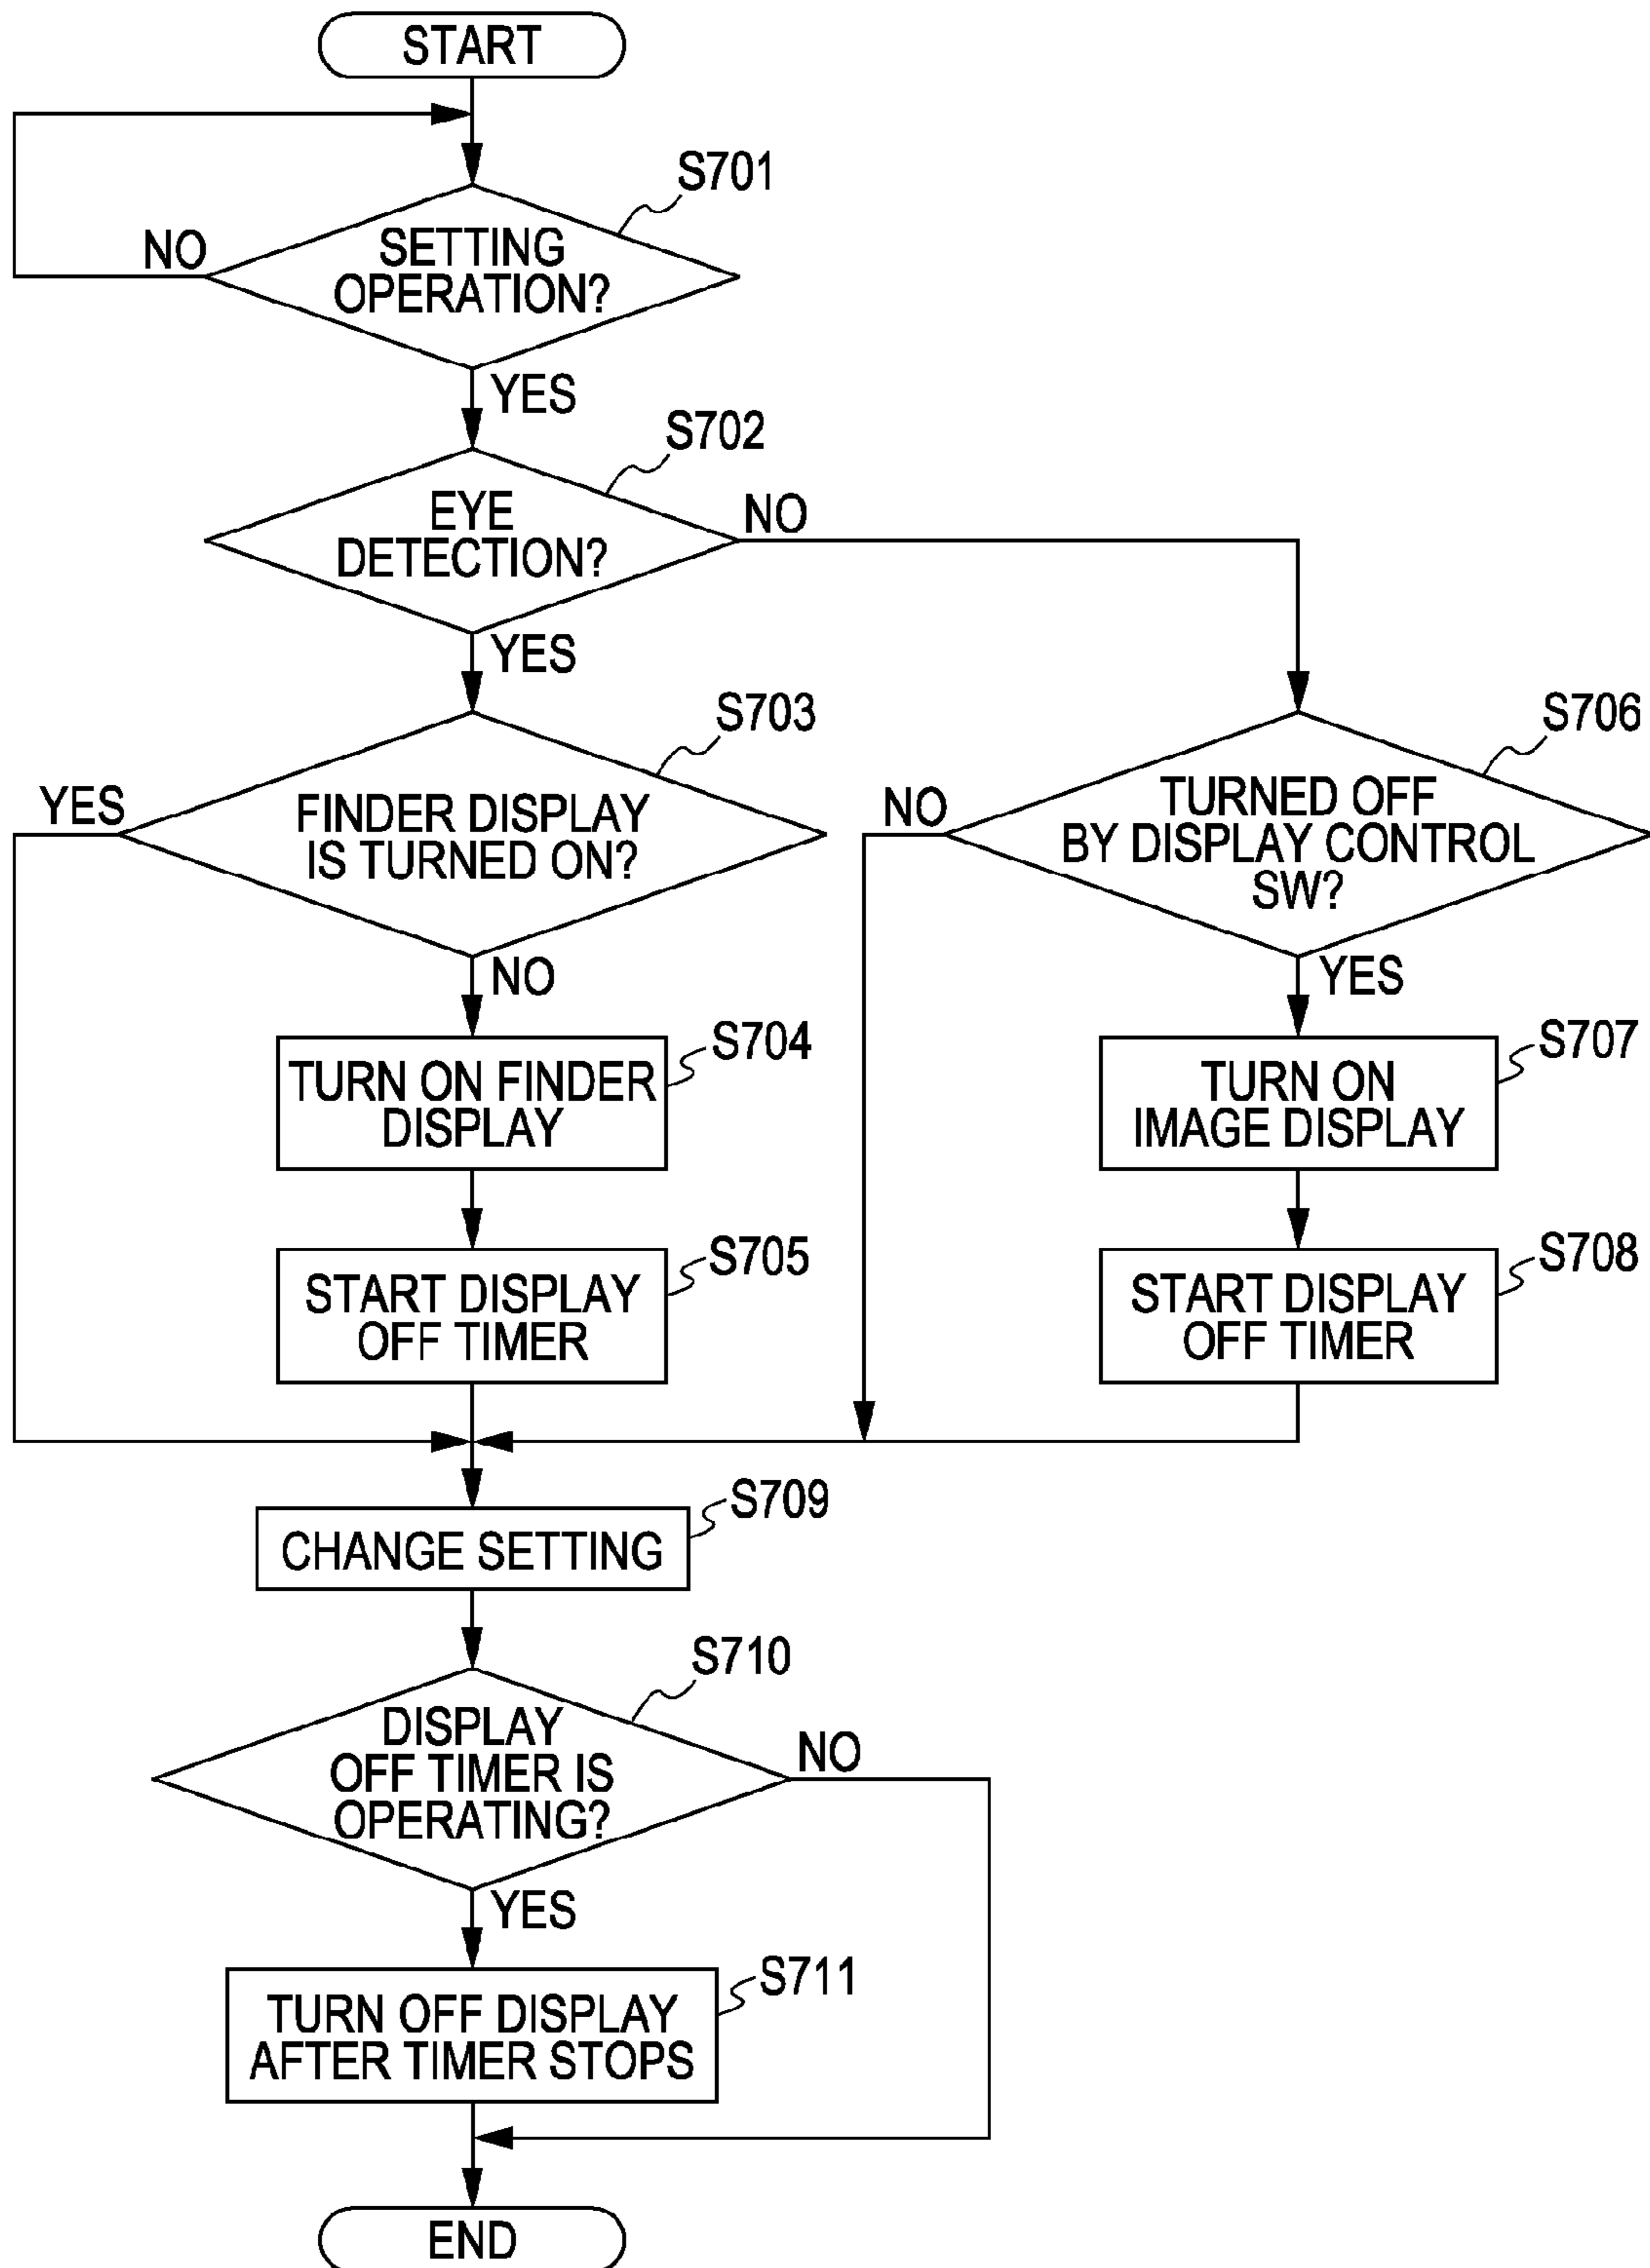 START
S701
NO
SETTING
OPERATION?
YES
S702
EYE
DETECTION?
NO
YES
S703
YES
FINDER DISPLAY
IS TURNED ON?
NO
S706
NO
TURNED OFF
BY DISPLAY CONTROL
SW?
YES
S704
TURN ON FINDER
DISPLAY
S707
TURN ON
IMAGE DISPLAY
S705
START DISPLAY
OFF TIMER
S708
START DISPLAY
OFF TIMER
S709
CHANGE SETTING
S710
DISPLAY
OFF TIMER IS
OPERATING?
NO
YES
S711
TURN OFF DISPLAY
AFTER TIMER STOPS
END